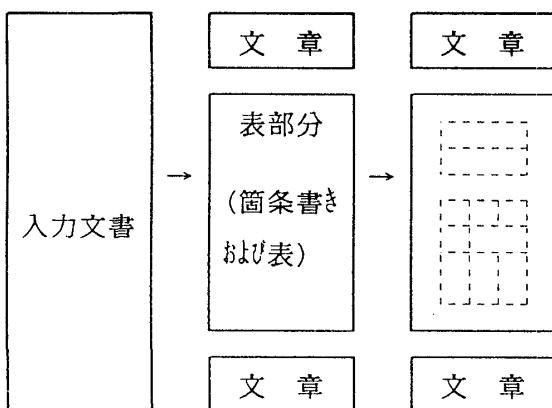 入力文書
→
文 章
表部分
(箇条書き
および表)
文 章
→
文 章
文 章